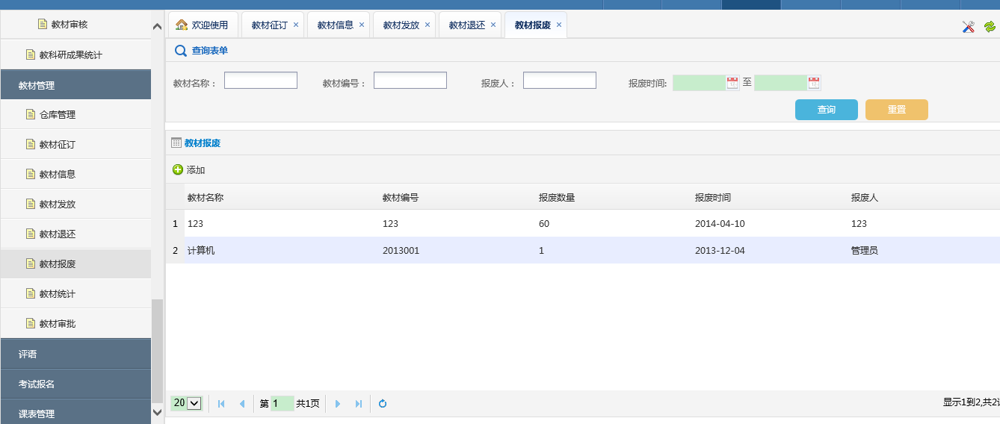 教材审核
教科研成果统计
教材管理
仓库管理
教材征订
教材信息
教材发放
教材退还
教材报废
教材统计
教材审批
评语
考试报名
课表管理
欢迎使用 教材征订 × 教材信息 × 教材发放 × 教材退还 × 教材报废 ×
查询表单
教材名称： 教材编号： 报废人： 报废时间: 至
查询 重置
教材报废
添加
教材名称 教材编号 报废数量 报废时间 报废人
1 123 123 60 2014-04-10 123
2 计算机 2013001 1 2013-12-04 管理员
20 第 1 共1页 显示1到2,共2